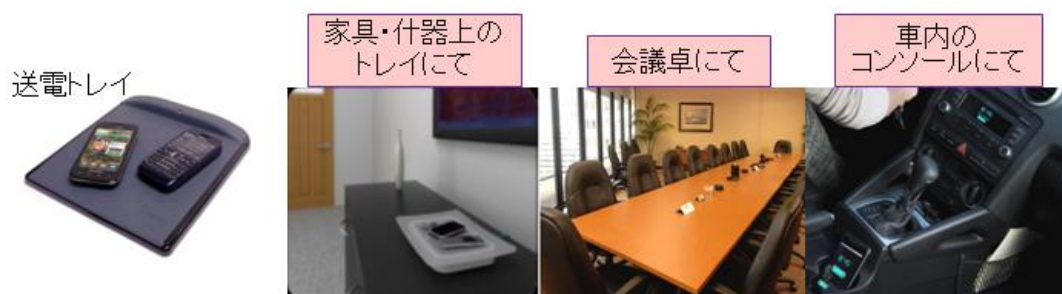 送電トレイ
家具・什器上の
トレイにて
会議卓にて
車内の
コンソールにて